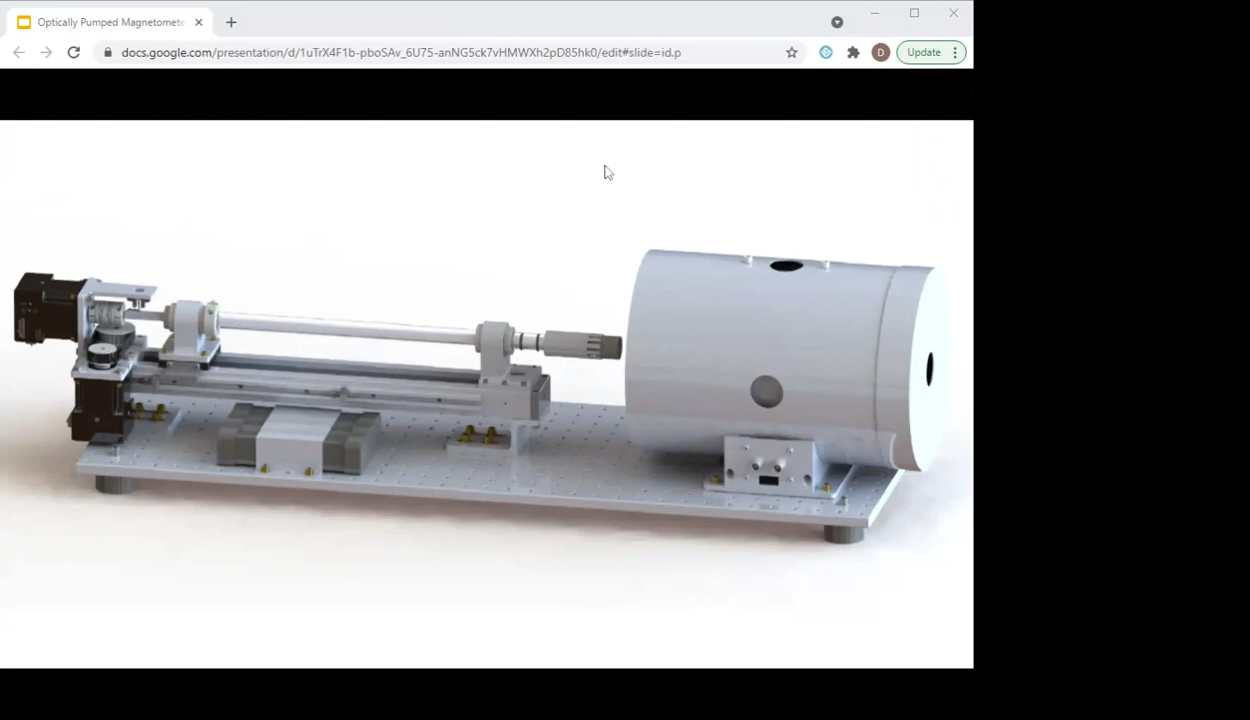 Optically Pumped Magnetomete
docs.google.com/presentation/d/1uTrX4F1b-pboSAv_6U75-anNG5ck7vHMWXh2pD85hk0/edit#slide=id.p
D
Update